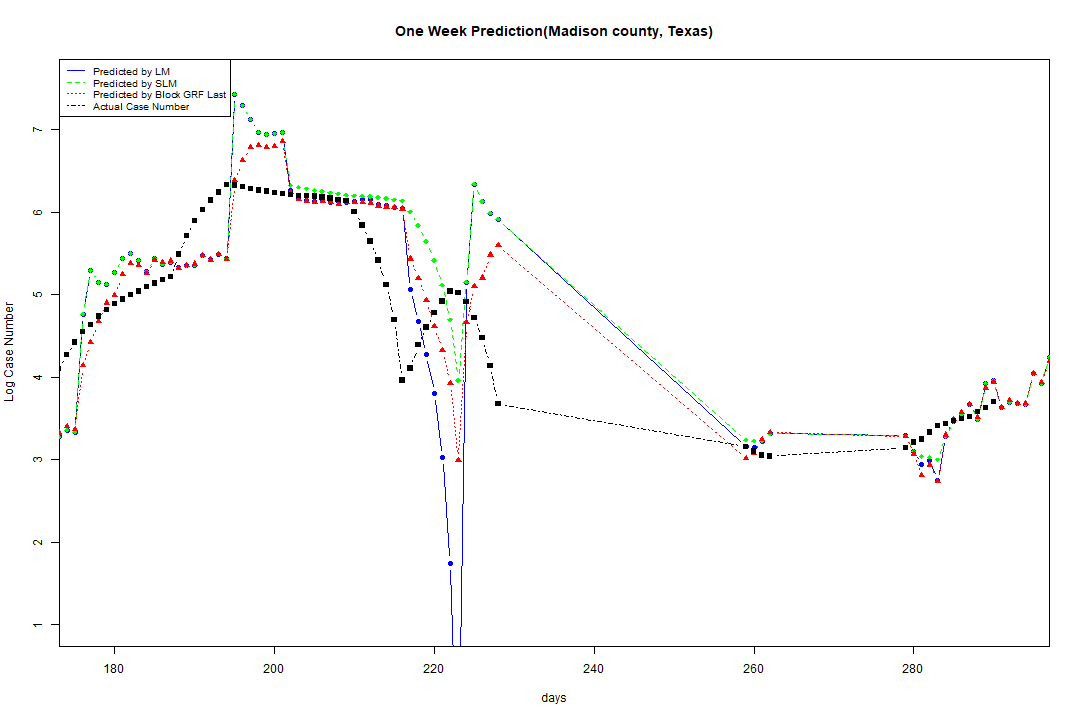 One Week Prediction(Madison county, Texas)
Predicted by LM
Predicted by SLM
Predicted by Block GRF Last
Actual Case Number
Log Case Number
7
6
5
4
3
2
1
180 200 220 240 260 280
days